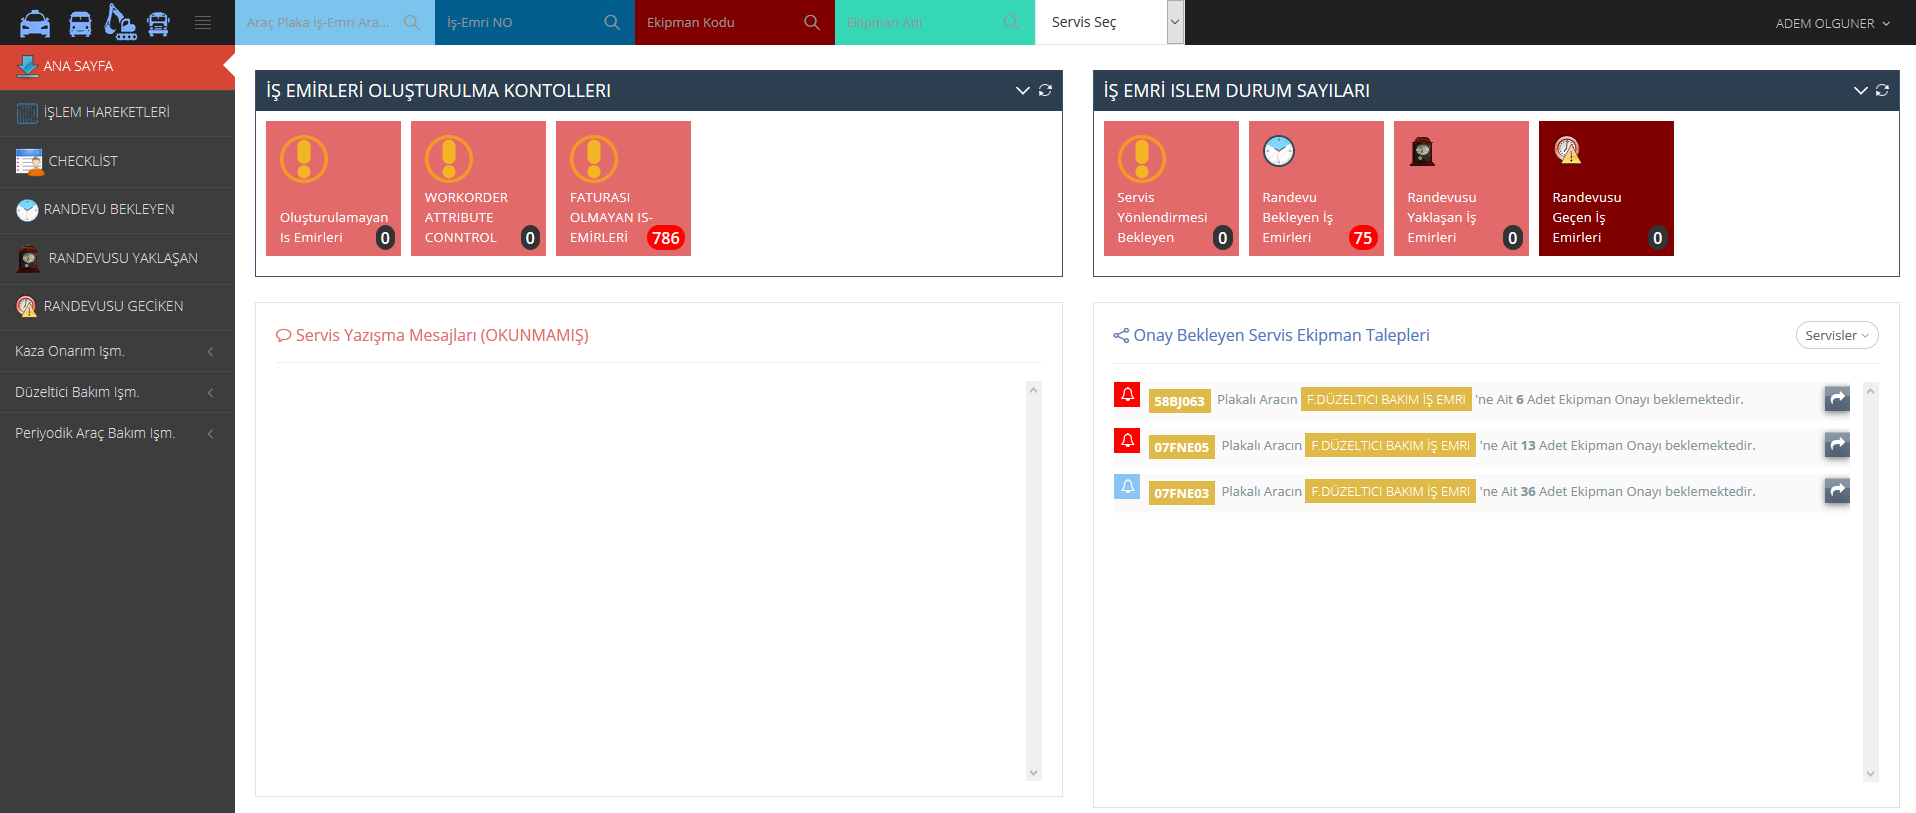 Araç Plaka İş-Emri Ara...
İş-Emri NO
Ekipman Kodu
Ekipman Adı
Servis Seç
ADEM OLGUNER
ANA SAYFA
İŞLEM HAREKETLERİ
CHECKLİST
RANDEVU BEKLEYEN
RANDEVUSU YAKLAŞAN
RANDEVUSU GECİKEN
Kaza Onarım Işm.
Düzeltici Bakım Işm.
Periyodik Araç Bakım Işm.
İŞ EMİRLERİ OLUŞTURULMA KONTOLLERI
Oluşturulamayan
Is Emirleri
0
WORKORDER
ATTRIBUTE
CONNTROL
0
FATURASI
OLMAYAN IS-
EMİRLERİ
786
İŞ EMRİ ISLEM DURUM SAYILARI
Servis
Yönlendirmesi
Bekleyen
0
Randevu
Bekleyen İş
Emirleri
75
Randevusu
Yaklaşan İş
Emirleri
0
Randevusu
Geçen İş
Emirleri
0
Servis Yazışma Mesajları (OKUNMAMIŞ)
Onay Bekleyen Servis Ekipman Talepleri
Servisler
58BJ063 Plakalı Aracın F.DÜZELTICI BAKIM İŞ EMRI 'ne Ait 6 Adet Ekipman Onayı beklemektedir.
07FNE05 Plakalı Aracın F.DÜZELTICI BAKIM İŞ EMRI 'ne Ait 13 Adet Ekipman Onayı beklemektedir.
07FNE03 Plakalı Aracın F.DÜZELTICI BAKIM İŞ EMRI 'ne Ait 36 Adet Ekipman Onayı beklemektedir.